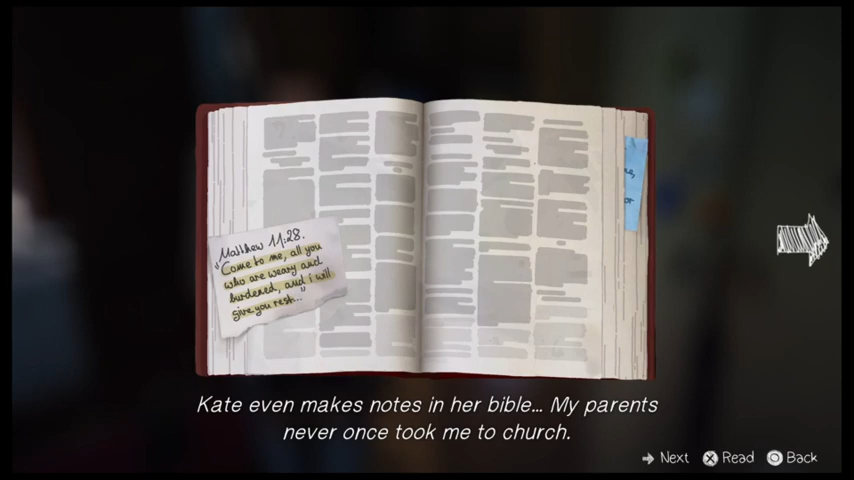 Matthew 11:28.
"Come to me, all you
who are weary and
burdened, and i will
give you rest..."
Kate even makes notes in her bible... My parents
never once took me to church.
Next Read Back